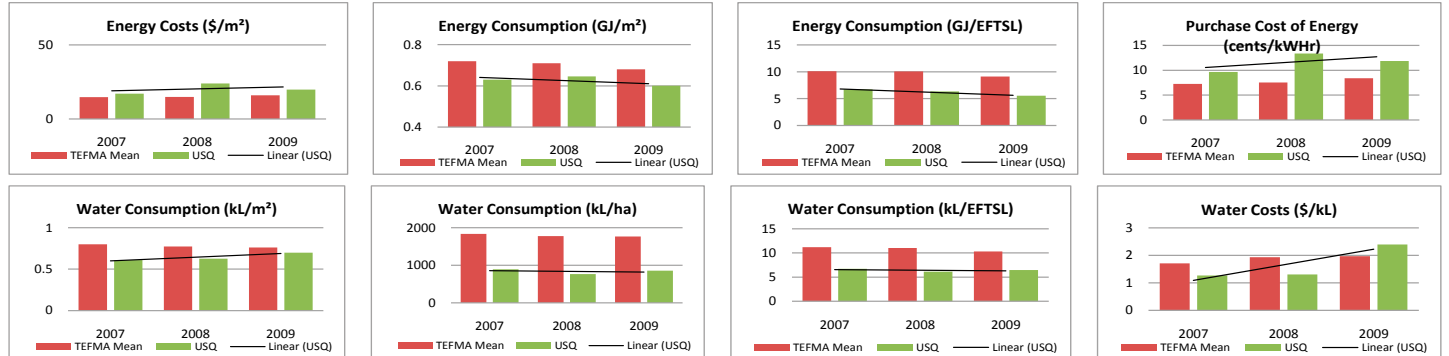 Energy Costs ($/m²)
50
0
2007 2008 2009
TEFMA Mean USQ Linear (USQ)
Energy Consumption (GJ/m²)
0.8
0.6
0.4
2007 2008 2009
TEFMA Mean USQ Linear (USQ)
Energy Consumption (GJ/EFTSL)
15
10
5
0
2007 2008 2009
TEFMA Mean USQ Linear (USQ)
Purchase Cost of Energy
(cents/kWHr)
15
10
5
0
2007 2008 2009
TEFMA Mean USQ Linear (USQ)
Water Consumption (kL/m²)
1
0.5
0
2007 2008 2009
TEFMA Mean USQ Linear (USQ)
Water Consumption (kL/ha)
2000
1000
0
2007 2008 2009
TEFMA Mean USQ Linear (USQ)
Water Consumption (kL/EFTSL)
15
10
5
0
2007 2008 2009
TEFMA Mean USQ Linear (USQ)
Water Costs ($/kL)
3
2
1
0
2007 2008 2009
TEFMA Mean USQ Linear (USQ)